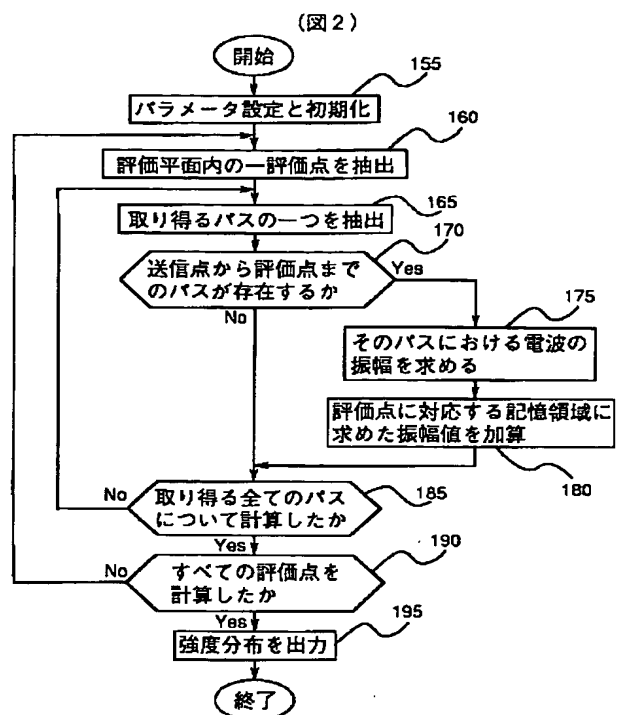 (図2)
開始
155
パラメータ設定と初期化
160
評価平面内の一評価点を抽出
165
取り得るパスの一つを抽出
170
送信点から評価点まで
のパスが存在するか
Yes
No
175
そのパスにおける電波の
振幅を求める
評価点に対応する記憶領域に
求めた振幅値を加算
180
No
取り得る全てのパス
について計算したか
185
Yes
190
No
すべての評価点を
計算したか
Yes
195
強度分布を出力
終了